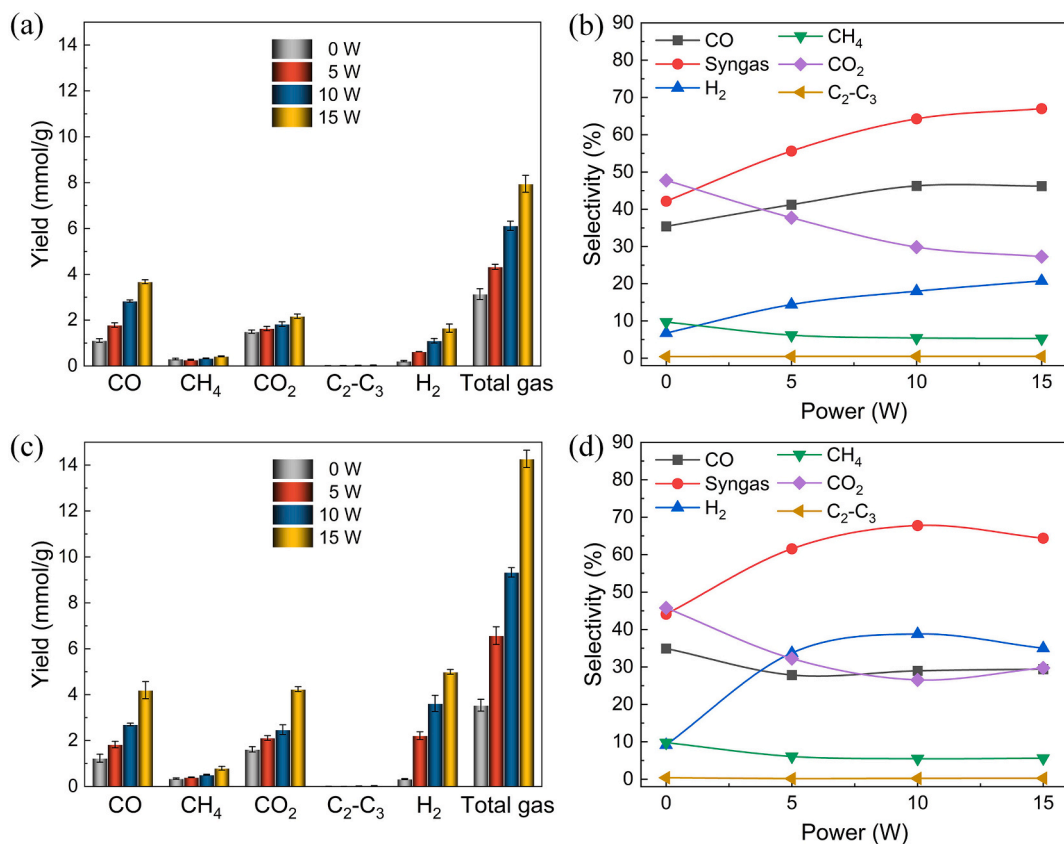 (a)
Yield (mmol/g)
14
12
10
8
6
4
2
0
0 W
5 W
10 W
15 W
CO CH₄ CO₂ C₂-C₃ H₂ Total gas
(b)
Selectivity (%)
90
80
70
60
50
40
30
20
10
0
CO
Syngas
H₂
CH₄
CO₂
C₂-C₃
0 5 10 15
Power (W)
(c)
Yield (mmol/g)
14
12
10
8
6
4
2
0
0 W
5 W
10 W
15 W
CO CH₄ CO₂ C₂-C₃ H₂ Total gas
(d)
Selectivity (%)
90
80
70
60
50
40
30
20
10
0
CO
Syngas
H₂
CH₄
CO₂
C₂-C₃
0 5 10 15
Power (W)